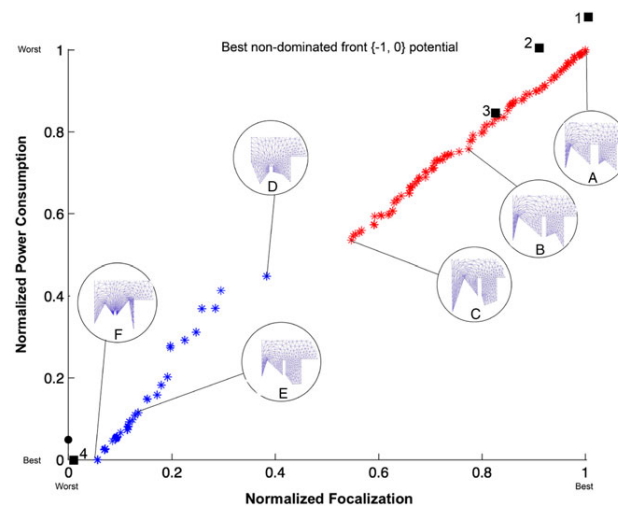 Best non-dominated front {-1, 0} potential
Worst
1
0.8
0.6
0.4
0.2
Best
0
Normalized Power Consumption
1
2
3
4
A
B
C
D
E
F
0
0.2
0.4
0.6
0.8
1
Worst
Best
Normalized Focalization